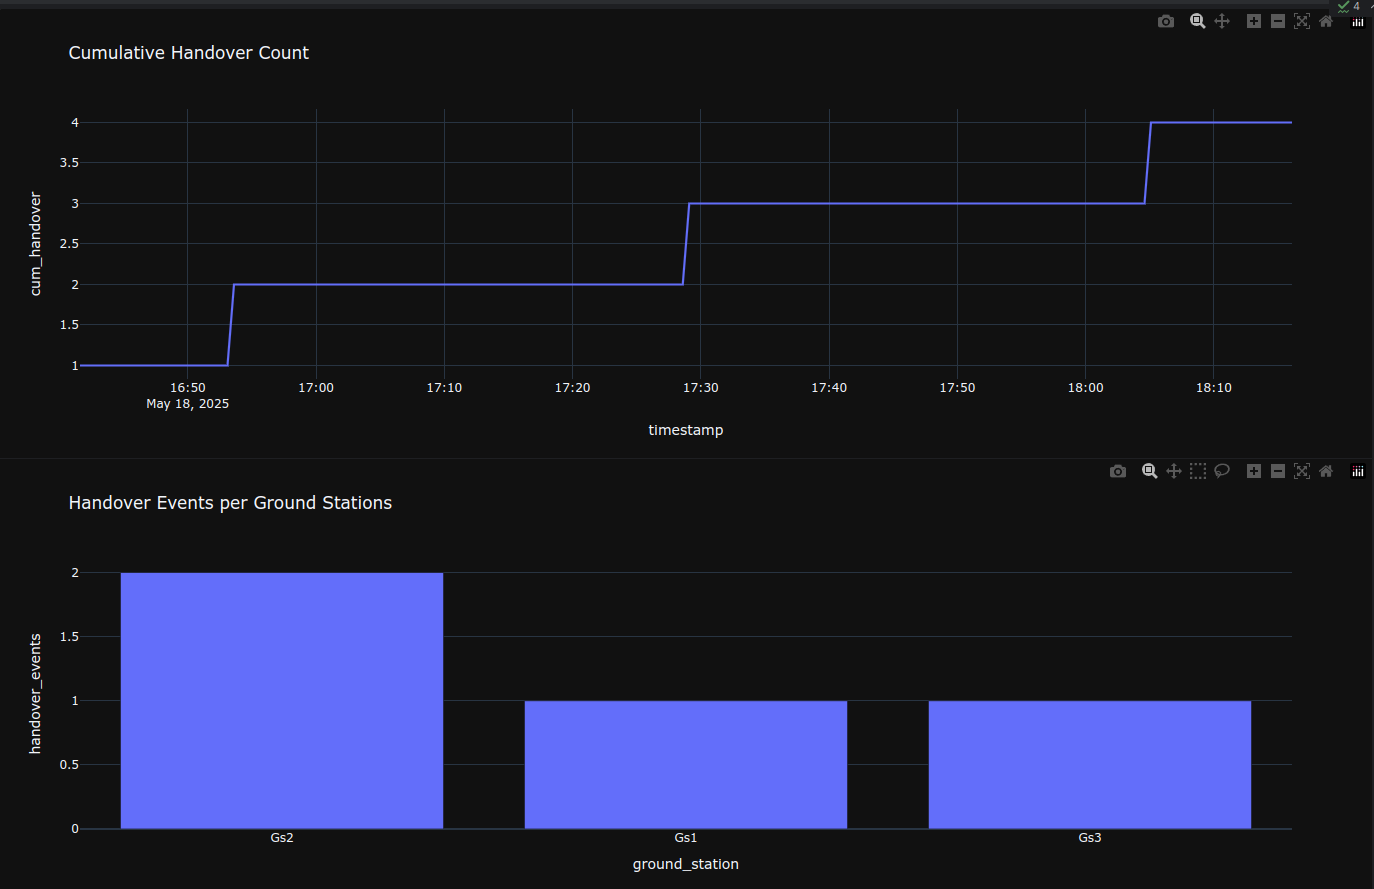 4
Cumulative Handover Count
4
3.5
3
2.5
2
1.5
1
cum_handover
16:50 17:00 17:10 17:20 17:30 17:40 17:50 18:00 18:10
May 18, 2025
timestamp
Handover Events per Ground Stations
2
1.5
1
0.5
0
handover_events
Gs2 Gs1 Gs3
ground_station